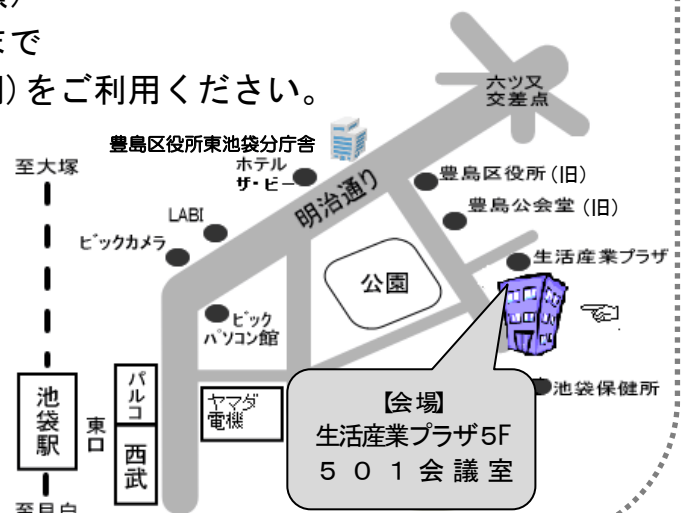 まで
をご利用ください。
六ツ又
交差点
豊島区役所東池袋分庁舎
至大塚
ホテル
ザ・ビー
明治通り
豊島区役所(旧)
豊島公会堂(旧)
LABI
ビックカメラ
生活産業プラザ
公園
ビック
パソコン館
パルコ
ヤマダ
電機
池袋駅
東口
西武
池袋保健所
【会場】
生活産業プラザ5F
５０１会議室
至目白